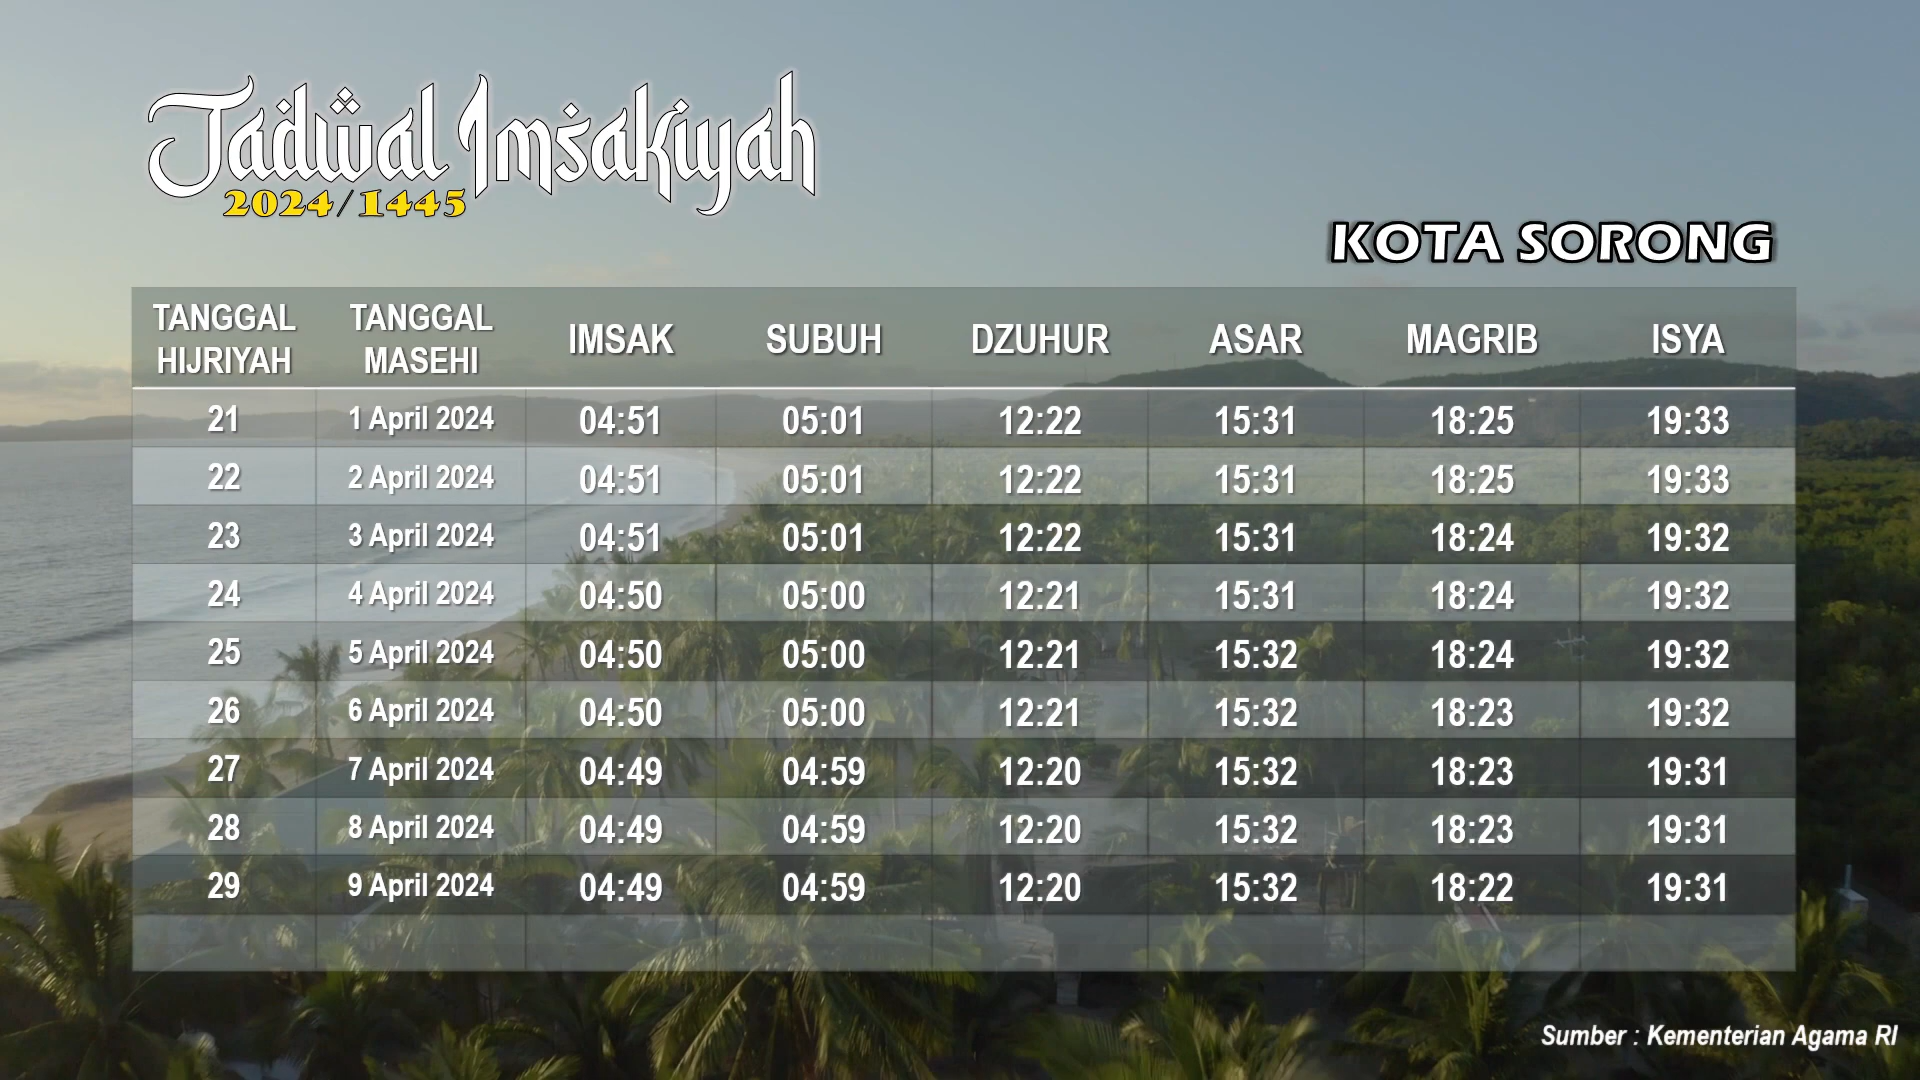 Jadwal Imsakiyah
2024/1445
KOTA SORONG
TANGGAL HIJRIYAH TANGGAL MASEHI IMSAK SUBUH DZUHUR ASAR MAGRIB ISYA
21 1 April 2024 04:51 05:01 12:22 15:31 18:25 19:33
22 2 April 2024 04:51 05:01 12:22 15:31 18:25 19:33
23 3 April 2024 04:51 05:01 12:22 15:31 18:24 19:32
24 4 April 2024 04:50 05:00 12:21 15:31 18:24 19:32
25 5 April 2024 04:50 05:00 12:21 15:32 18:24 19:32
26 6 April 2024 04:50 05:00 12:21 15:32 18:23 19:32
27 7 April 2024 04:49 04:59 12:20 15:32 18:23 19:31
28 8 April 2024 04:49 04:59 12:20 15:32 18:23 19:31
29 9 April 2024 04:49 04:59 12:20 15:32 18:22 19:31
Sumber : Kementerian Agama RI